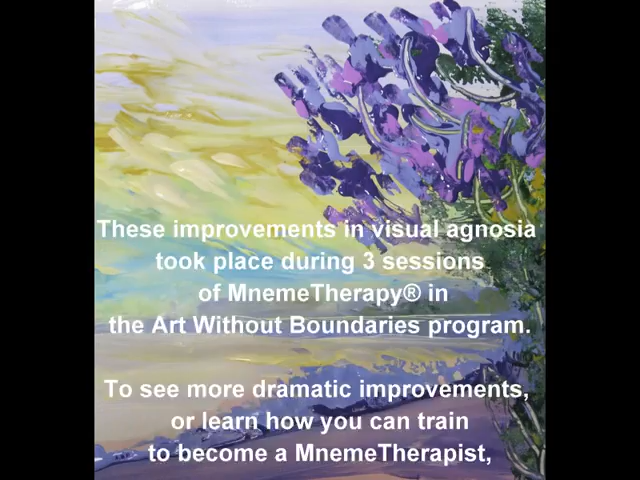 These improvements in visual agnosia
took place during 3 sessions
of MnemeTherapy® in
the Art Without Boundaries program.
To see more dramatic improvements,
or learn how you can train
to become a MnemeTherapist,